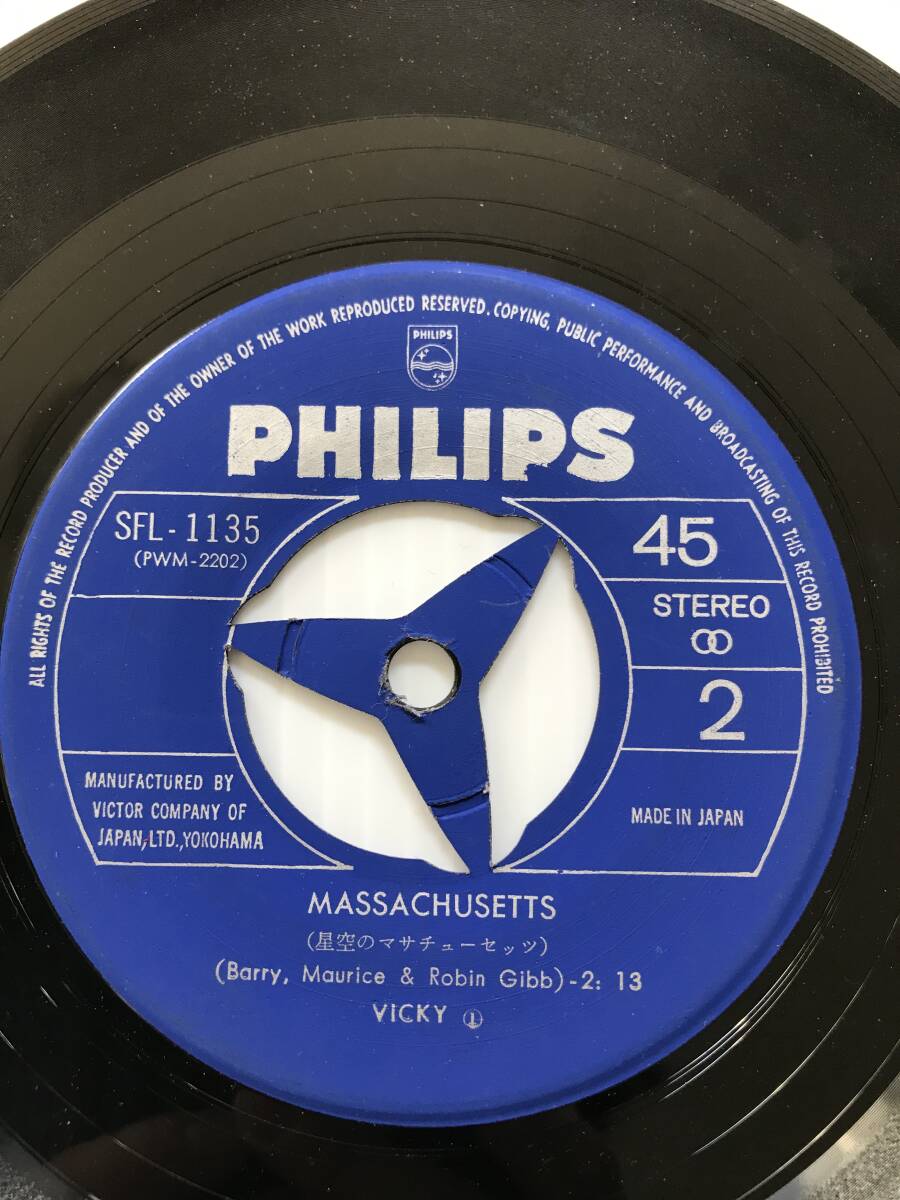 ALL RIGHTS OF THE RECORD PRODUCER AND OF THE OWNER OF THE WORK REPRODUCED RESERVED. COPYING, PUBLIC PERFORMANCE AND BROADCASTING OF THIS RECORD PROHIBITED
PHILIPS
PHILIPS
SFL-1135
(PWM-2202)
45
STEREO
2
MANUFACTURED BY
VICTOR COMPANY OF
JAPAN, LTD., YOKOHAMA
MADE IN JAPAN
MASSACHUSETTS
(星空のマサチューセッツ)
(Barry, Maurice & Robin Gibb)-2: 13
VICKY